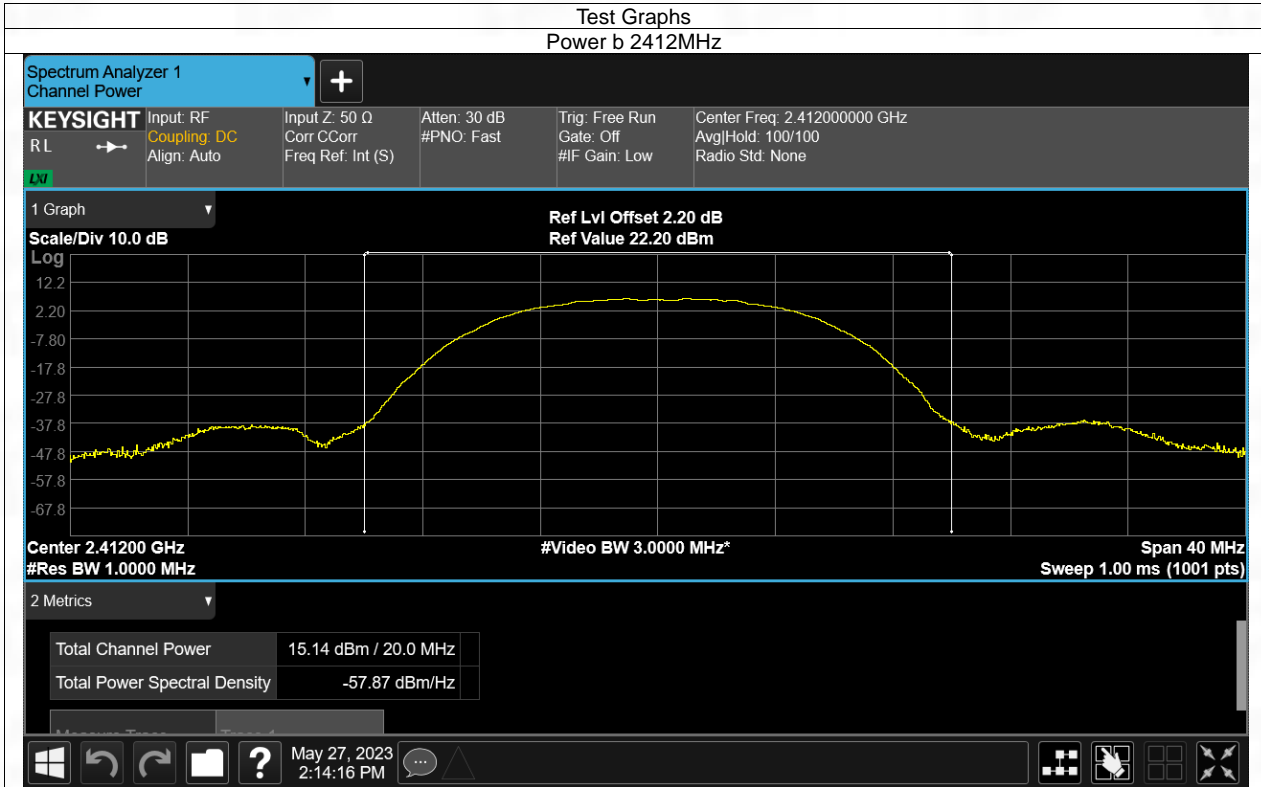 Test Graphs
Power b 2412MHz
Spectrum Analyzer 1
Channel Power
KEYSIGHT
R L
LXI
Input: RF
Coupling: DC
Align: Auto
Input Z: 50 Ω
Corr CCorr
Freq Ref: Int (S)
Atten: 30 dB
#PNO: Fast
Trig: Free Run
Gate: Off
#IF Gain: Low
Center Freq: 2.412000000 GHz
Avg|Hold: 100/100
Radio Std: None
1 Graph
Scale/Div 10.0 dB
Ref Lvl Offset 2.20 dB
Ref Value 22.20 dBm
Log
12.2
2.20
-7.80
-17.8
-27.8
-37.8
-47.8
-57.8
-67.8
Center 2.41200 GHz
#Video BW 3.0000 MHz*
Span 40 MHz
#Res BW 1.0000 MHz
Sweep 1.00 ms (1001 pts)
2 Metrics
Total Channel Power 15.14 dBm / 20.0 MHz
Total Power Spectral Density -57.87 dBm/Hz
?
May 27, 2023
2:14:16 PM